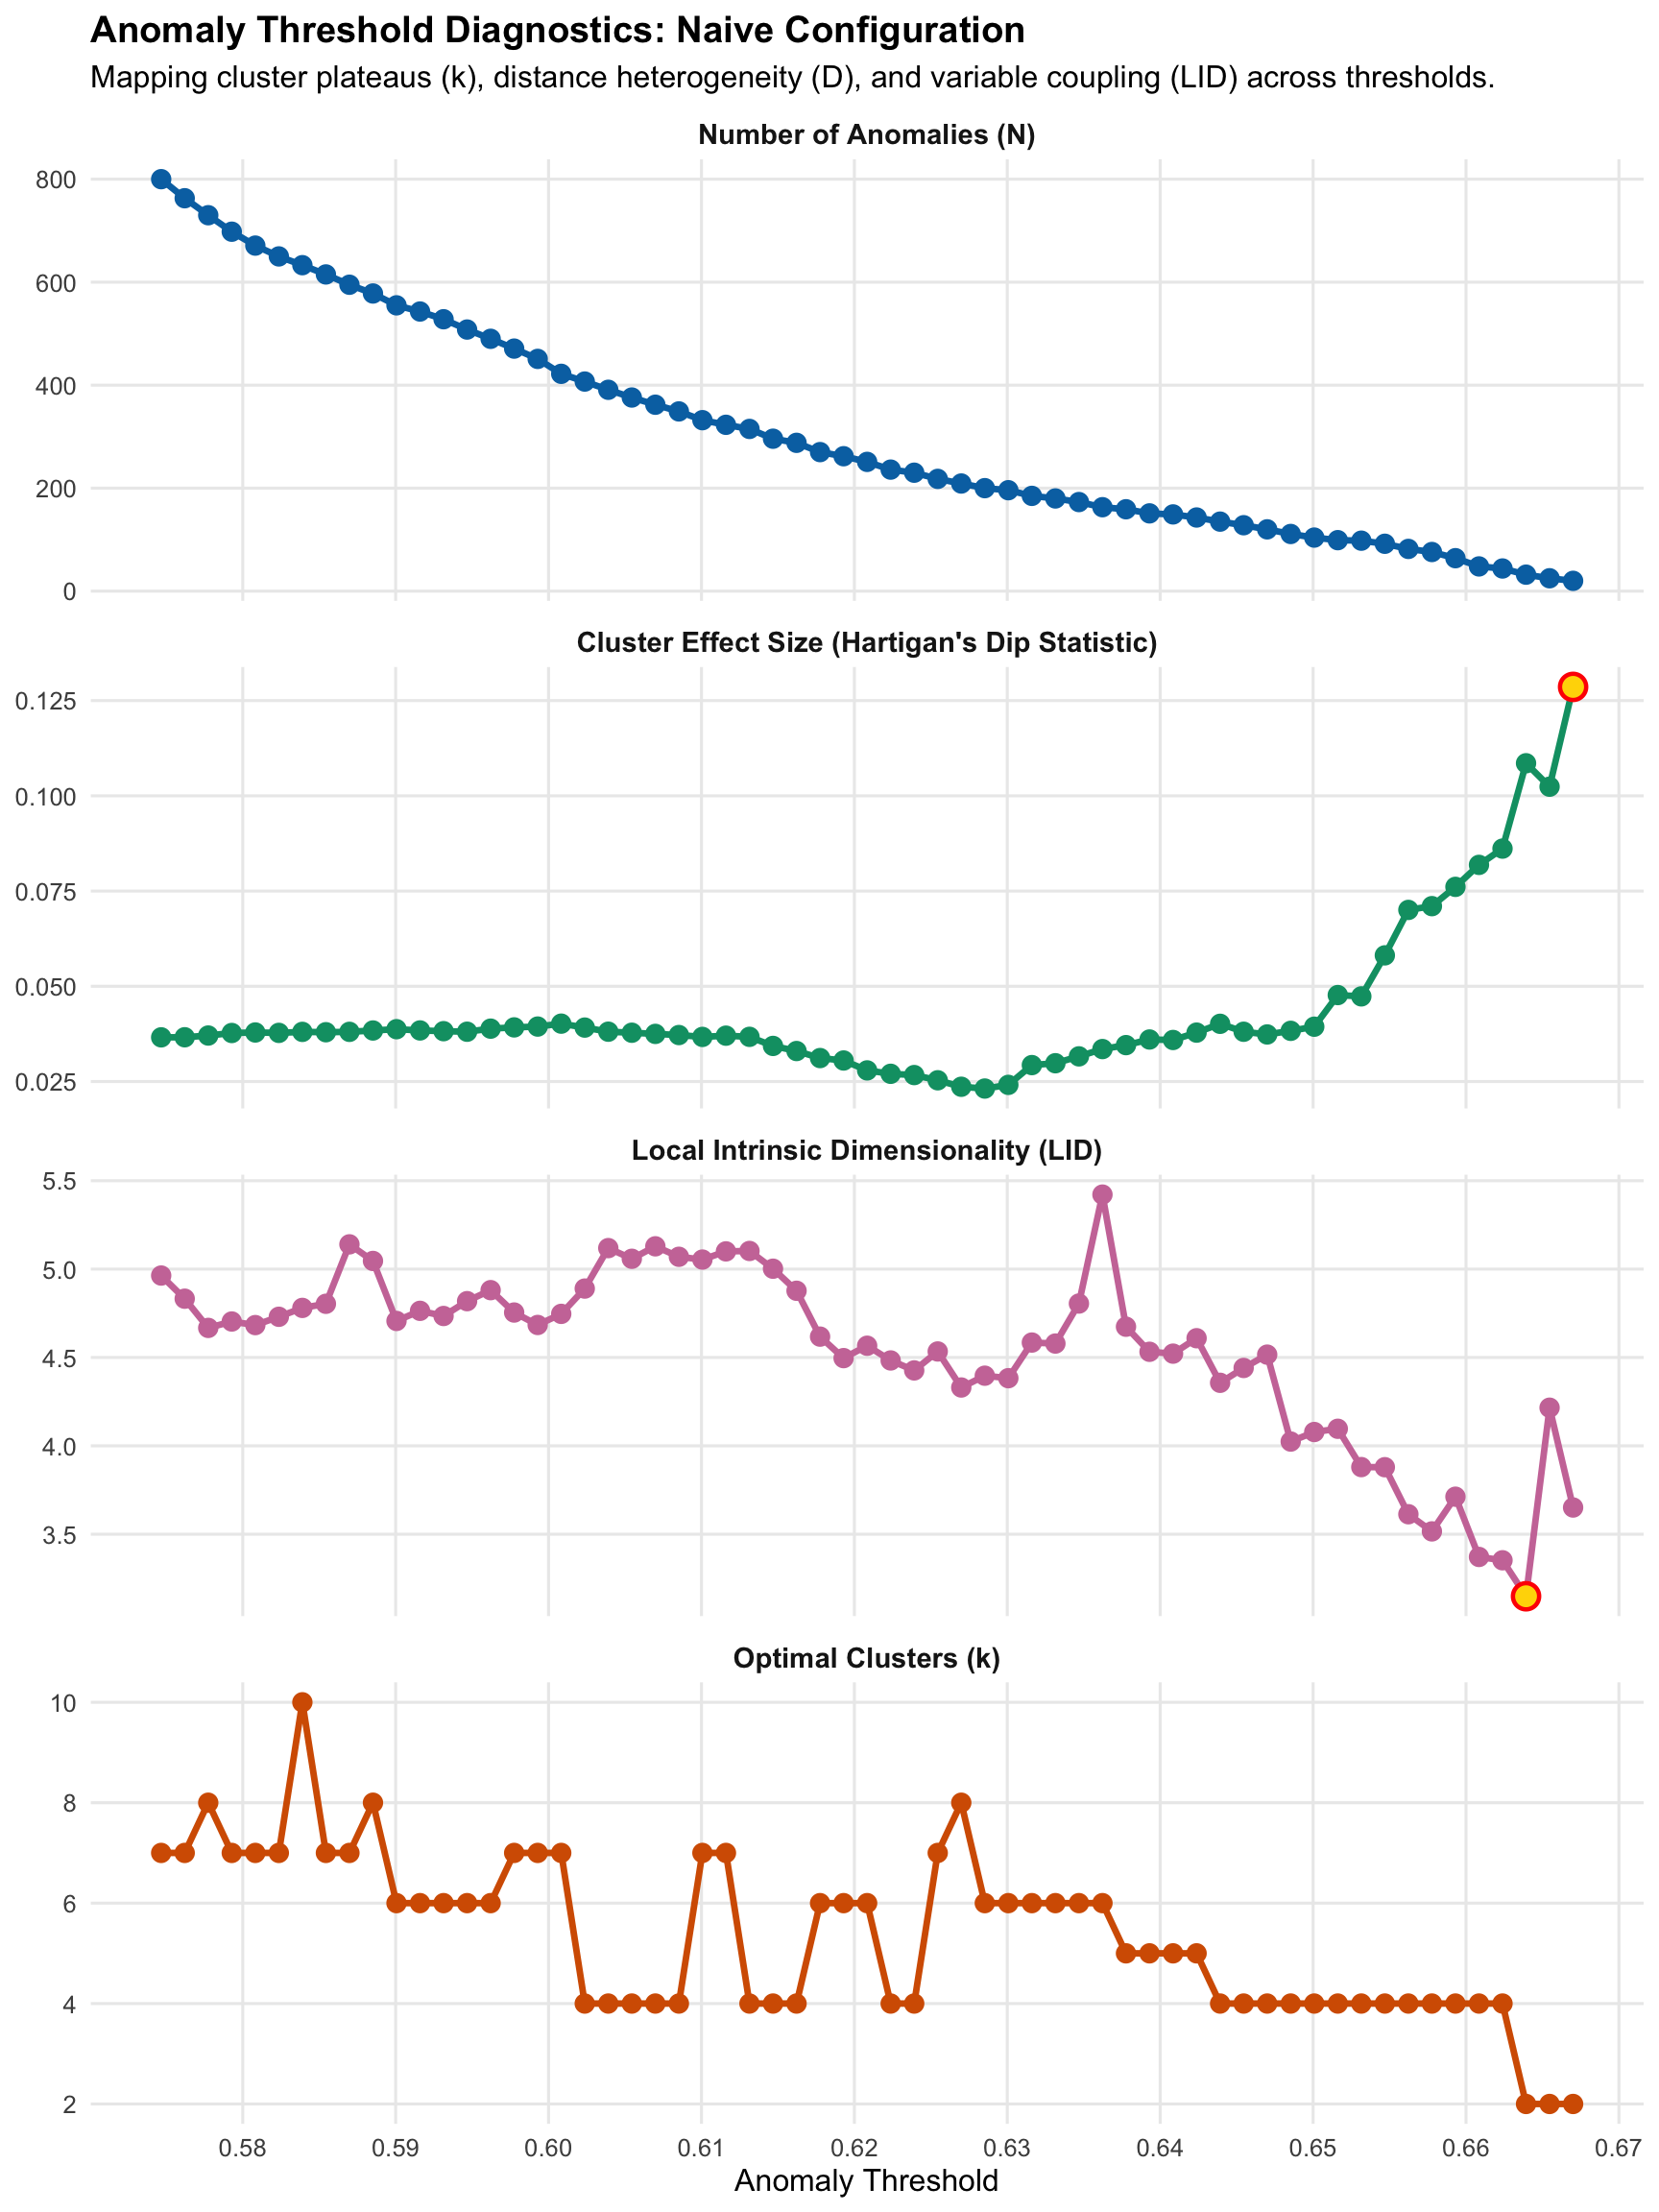 Anomaly Threshold Diagnostics: Naive Configuration
Mapping cluster plateaus (k), distance heterogeneity (D), and variable coupling (LID) across thresholds.
Number of Anomalies (N)
800
600
400
200
0
Cluster Effect Size (Hartigan's Dip Statistic)
0.125
0.100
0.075
0.050
0.025
Local Intrinsic Dimensionality (LID)
5.5
5.0
4.5
4.0
3.5
Optimal Clusters (k)
10
8
6
4
2
0.58 0.59 0.60 0.61 0.62 0.63 0.64 0.65 0.66 0.67
Anomaly Threshold